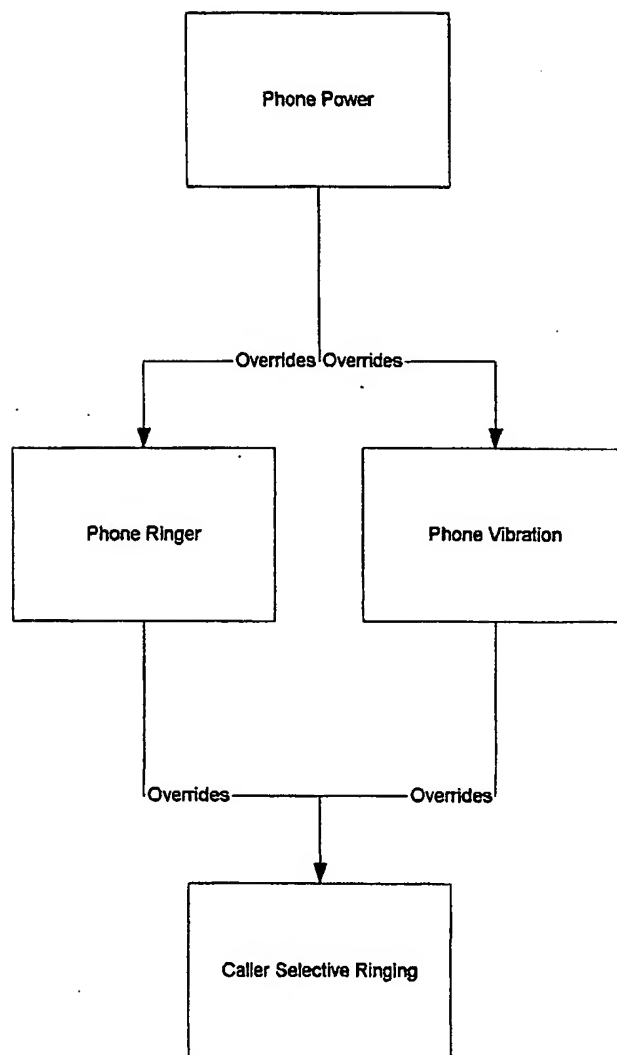 Phone Power
Overrides Overrides
Phone Ringer
Phone Vibration
Overrides
Overrides
Caller Selective Ringing